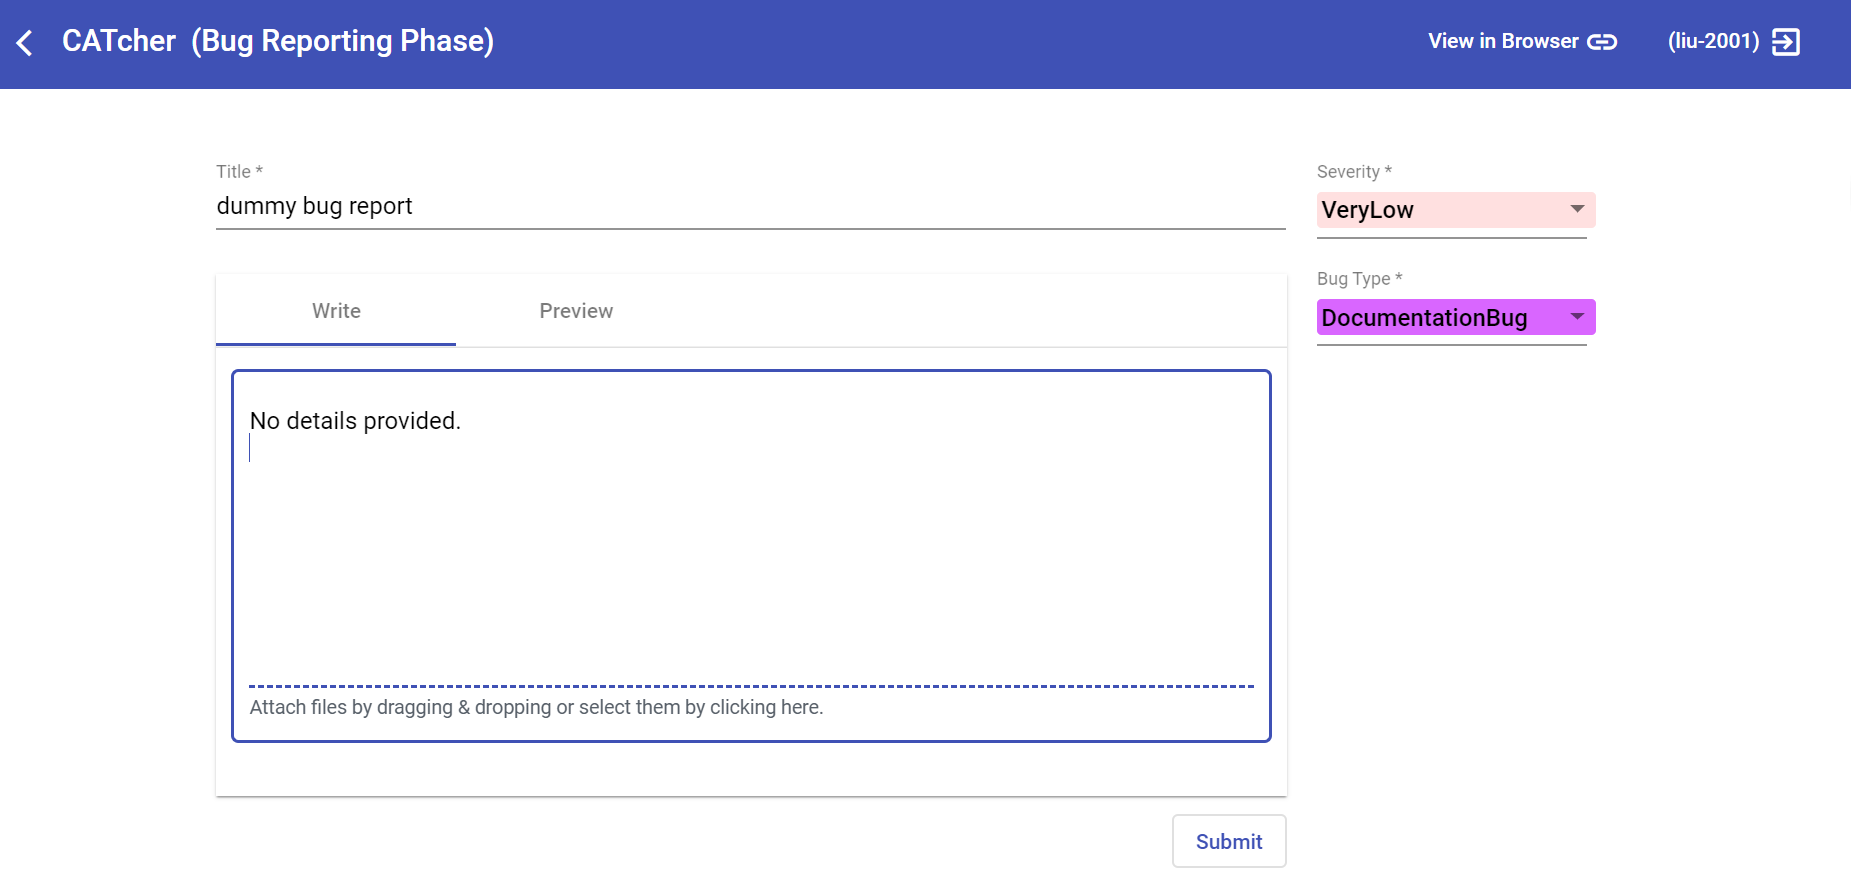 CATcher (Bug Reporting Phase)
View in Browser
(liu-2001)
Title *
dummy bug report
Severity *
VeryLow
Bug Type *
DocumentationBug
Write
Preview
No details provided.
Attach files by dragging & dropping or select them by clicking here.
Submit